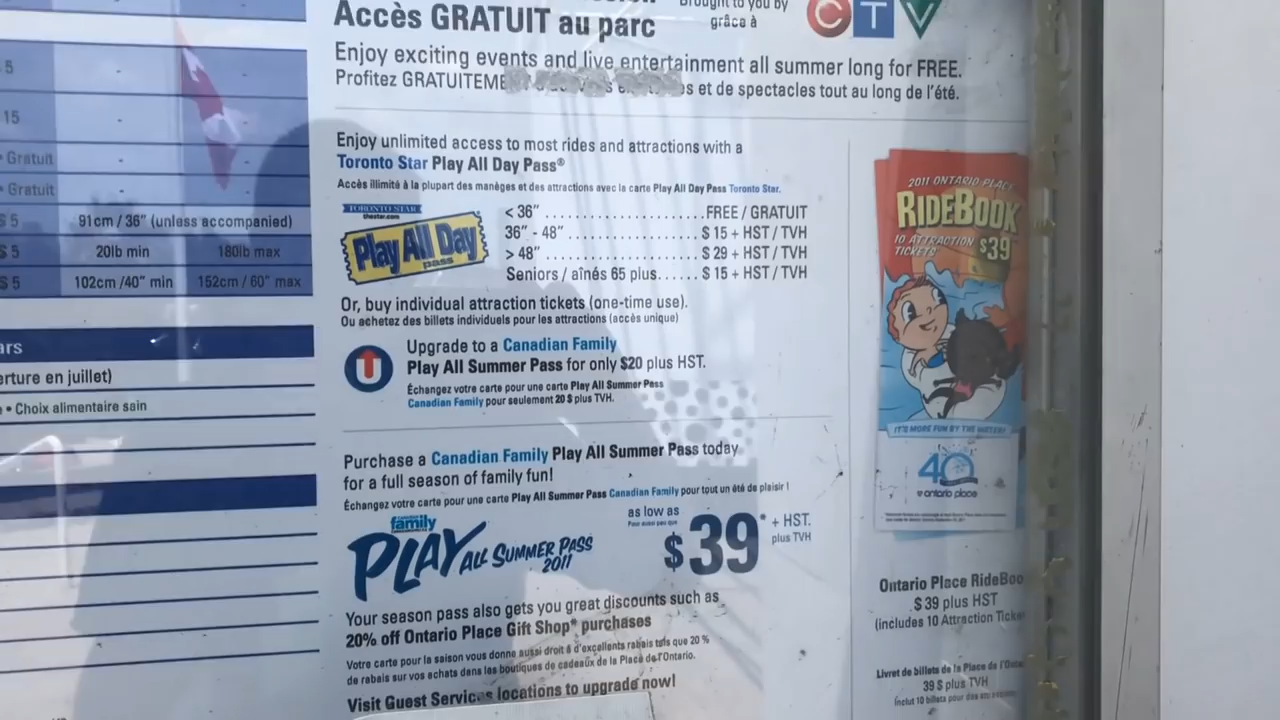 5
15
• Gratuit
• Gratuit
$ 5 91cm / 36" (unless accompanied)
$ 5 20lb min 180lb max
$ 5 102cm /40" min 152cm / 60" max
ars
erture en juillet)
• Choix alimentaire sain
Accès GRATUIT au parc
Brought to you by
grâce à
CTV
Enjoy exciting events and live entertainment all summer long for FREE.
Profitez GRATUITEME et de spectacles tout au long de l'été.
Enjoy unlimited access to most rides and attractions with a
Toronto Star Play All Day Pass®
Accès illimité à la plupart des manèges et des attractions avec la carte Play All Day Pass Toronto Star.
TORONTO STAR
thestar.com
Play All Day
pass
< 36" ........................ FREE / GRATUIT
36" - 48" ................... $ 15 + HST / TVH
> 48" ....................... $ 29 + HST / TVH
Seniors / aînés 65 plus...... $ 15 + HST / TVH
Or, buy individual attraction tickets (one-time use).
Ou achetez des billets individuels pour les attractions (accès unique)
Upgrade to a Canadian Family
Play All Summer Pass for only $20 plus HST.
Échangez votre carte pour une carte Play All Summer Pass
Canadian Family pour seulement 20 $ plus TVH.
Purchase a Canadian Family Play All Summer Pass today
for a full season of family fun!
Échangez votre carte pour une carte Play All Summer Pass Canadian Family pour tout un été de plaisir !
family
PLAY ALL SUMMER PASS
2011
as low as
$39* + HST.
plus TVH
Your season pass also gets you great discounts such as
20% off Ontario Place Gift Shop* purchases
Votre carte pour la saison vous donne aussi droit à d'excellents rabais tels que 20 %
de rabais sur vos achats dans les boutiques de cadeaux de la Place de l'Ontario.
Visit Guest Services locations to upgrade now!
2011 ONTARIO PLACE
RIDEBOOK
10 ATTRACTION
TICKETS $39
IT'S MORE FUN BY THE WATER!
40
ontario place
Ontario Place RideBoo
$ 39 plus HST
(includes 10 Attraction Ticke
Livret de billets de la Place de l'Onta
39 $ plus TVH
Inclut 10 billets pour des